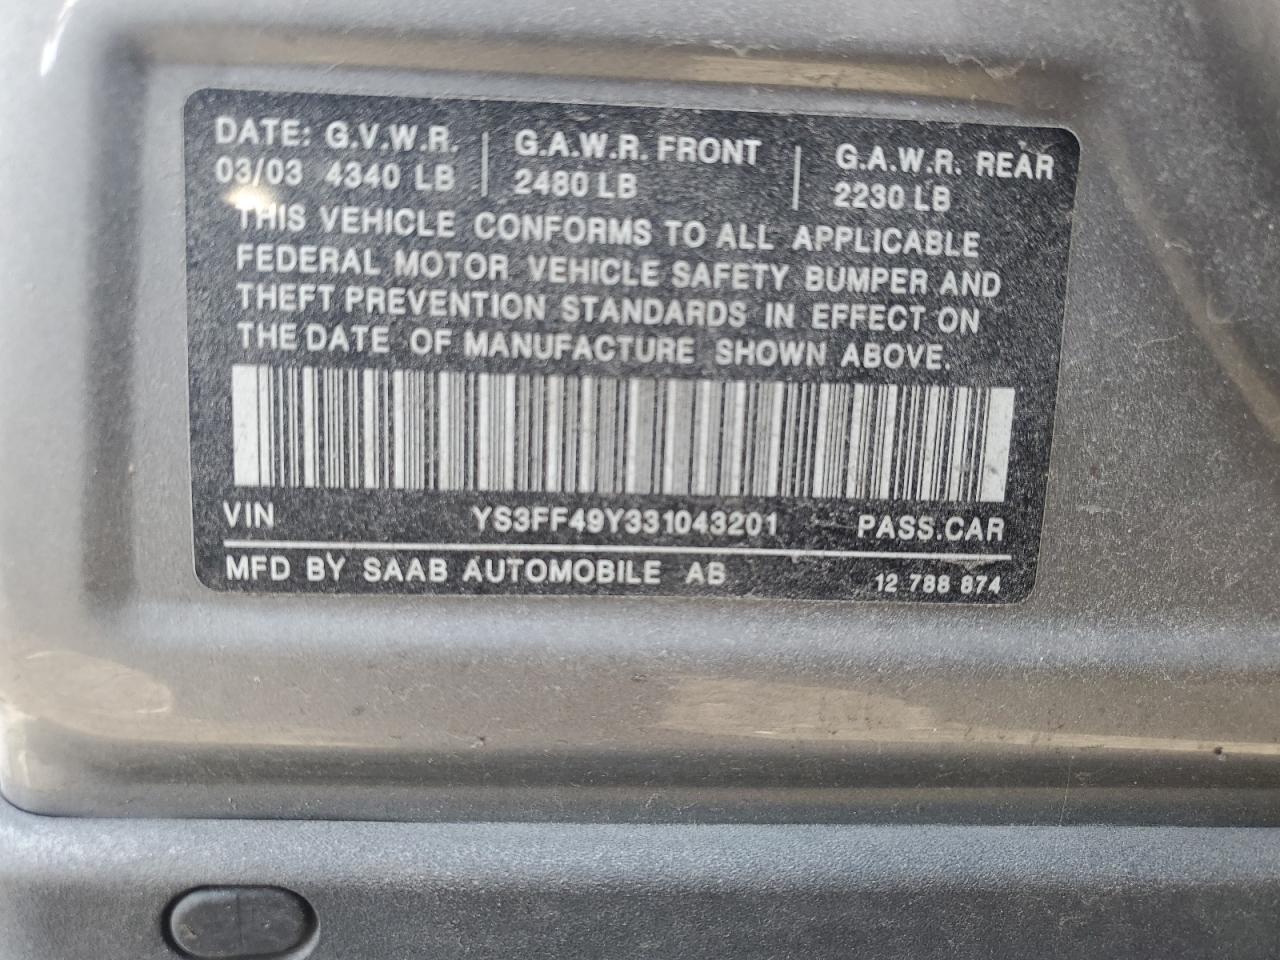 DATE: G.V.W.R. G.A.W.R. FRONT G.A.W.R. REAR
03/03 4340 LB 2480 LB 2230 LB
THIS VEHICLE CONFORMS TO ALL APPLICABLE
FEDERAL MOTOR VEHICLE SAFETY BUMPER AND
THEFT PREVENTION STANDARDS IN EFFECT ON
THE DATE OF MANUFACTURE SHOWN ABOVE.
VIN YS3FF49Y331043201 PASS.CAR
MFD BY SAAB AUTOMOBILE AB 12 788 874